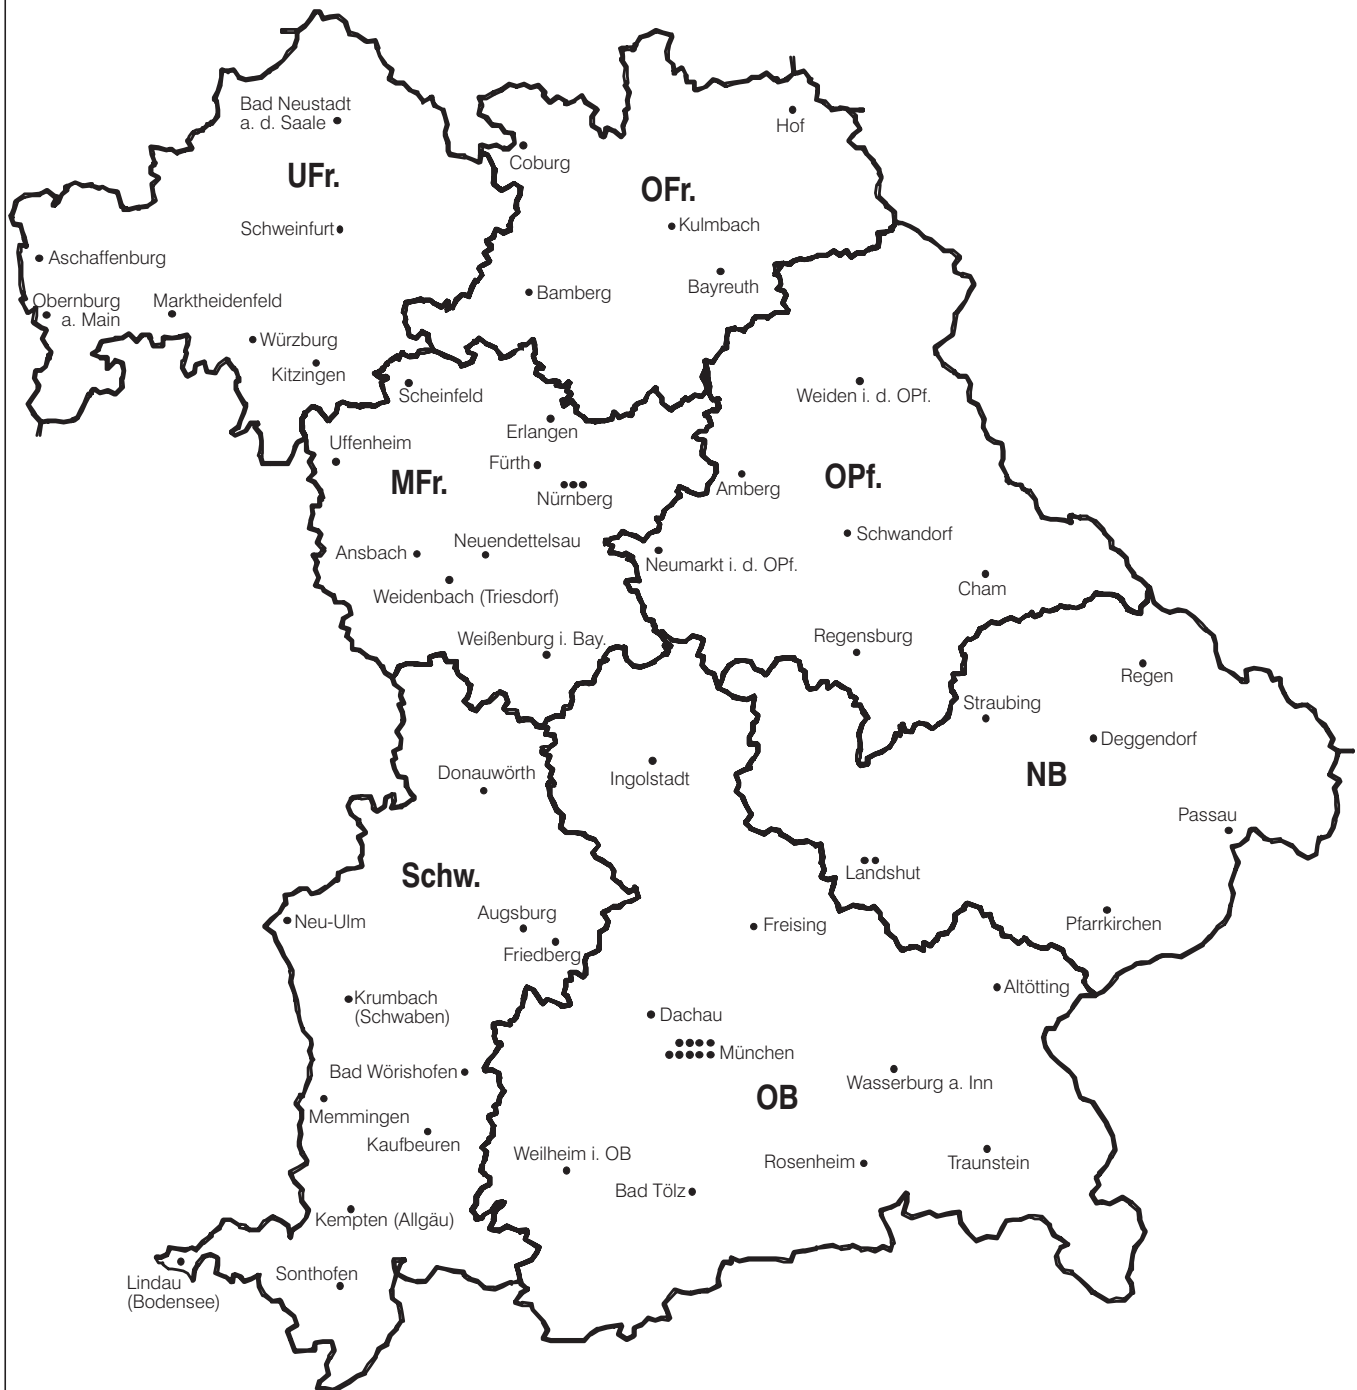 Bad Neustadt
a. d. Saale
Hof
Coburg
UFr.
OFr.
Schweinfurt
Kulmbach
Aschaffenburg
Bayreuth
Bamberg
Obernburg
a. Main
Marktheidenfeld
Würzburg
Kitzingen
Scheinfeld
Weiden i. d. OPf.
Erlangen
Uffenheim
Fürth
MFr.
OPf.
Amberg
Nürnberg
Schwandorf
Neuendettelsau
Ansbach
Neumarkt i. d. OPf.
Cham
Weidenbach (Triesdorf)
Weißenburg i. Bay.
Regensburg
Regen
Straubing
Deggendorf
Donauwörth
Ingolstadt
NB
Passau
Landshut
Schw.
Augsburg
Neu-Ulm
Freising
Pfarrkirchen
Friedberg
Altötting
Krumbach
(Schwaben)
Dachau
München
Bad Wörishofen
Wasserburg a. Inn
OB
Memmingen
Kaufbeuren
Weilheim i. OB
Rosenheim
Traunstein
Bad Tölz
Kempten (Allgäu)
Sonthofen
Lindau
(Bodensee)